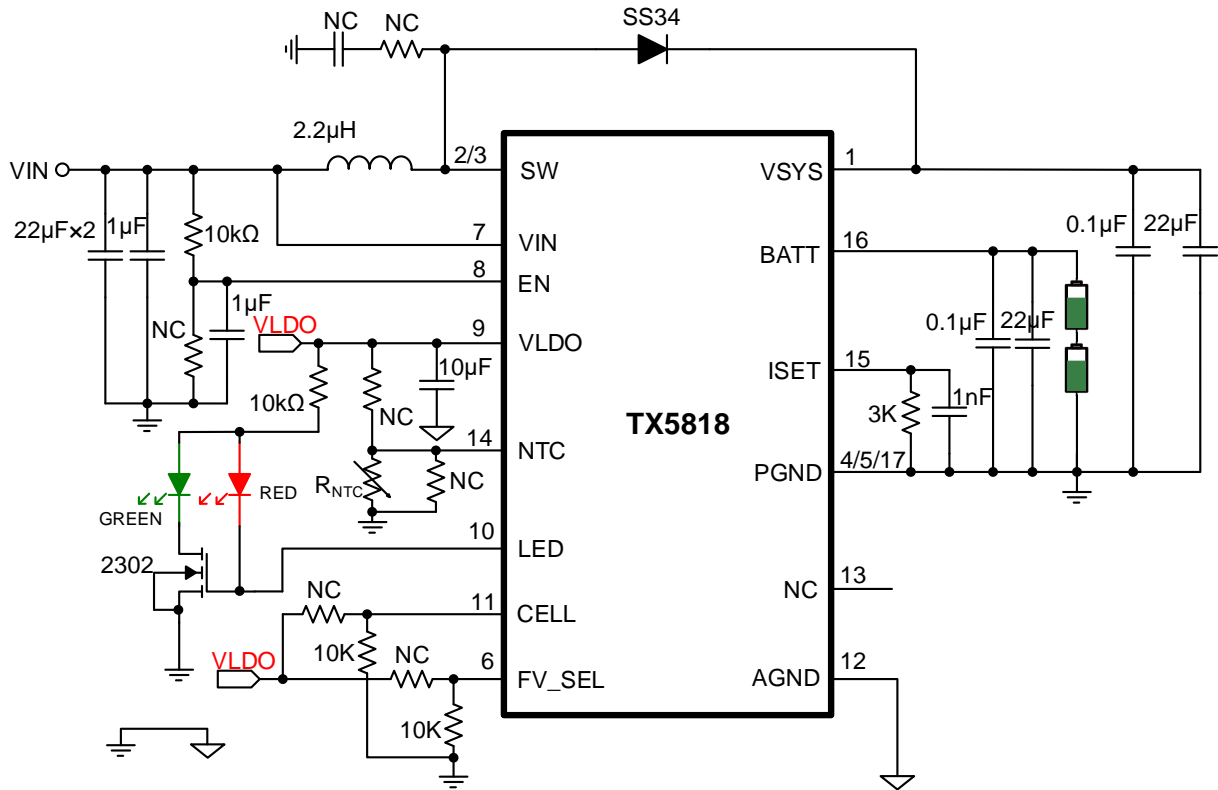 NC
NC
SS34
2.2µH
VIN
2/3
SW
VSYS
1
22µF×2
1µF
10kΩ
7
VIN
BATT
16
0.1µF
22µF
8
EN
1µF
NC
VLDO
9
VLDO
0.1µF
22µF
10kΩ
NC
10µF
ISET
15
3K
1nF
TX5818
14
NTC
RNTC
NC
PGND
4/5/17
GREEN
RED
10
LED
2302
NC
11
CELL
NC
13
10K
NC
VLDO
6
FV_SEL
AGND
12
10K